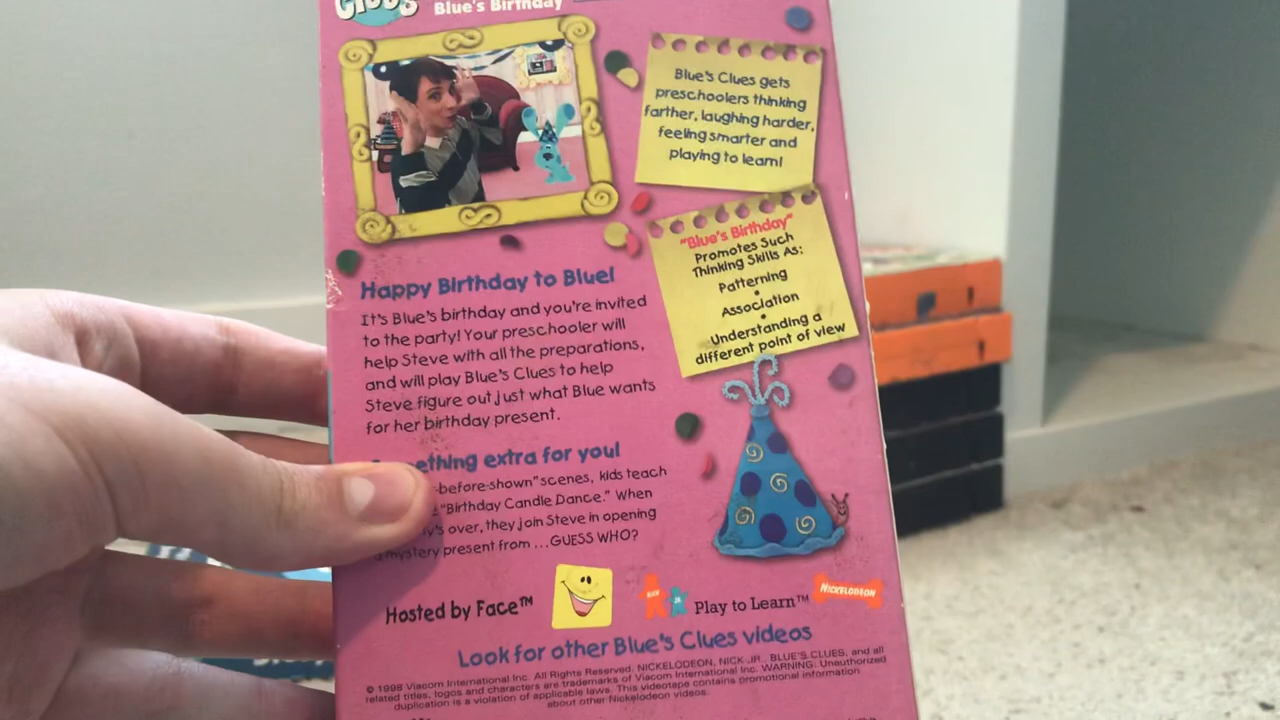 Clues
Blue's Birthday
Blue's Clues gets
preschoolers thinking
farther, laughing harder,
feeling smarter and
playing to learn!
"Blue's Birthday"
Promotes Such
Thinking Skills As:
Patterning
•
Association
•
Understanding a
different point of view
Happy Birthday to Blue!
It's Blue's birthday and you're invited
to the party! Your preschooler will
help Steve with all the preparations,
and will play Blue's Clues to help
Steve figure out just what Blue wants
for her birthday present.
ething extra for you!
-before-shown" scenes, kids teach
"Birthday Candle Dance." When
y's over, they join Steve in opening
a mystery present from ...GUESS WHO?
Hosted by Face™
NICK JR. Play to Learn™ NICKELODEON
Look for other Blue's Clues videos
© 1998 Viacom International Inc. All Rights Reserved. NICKELODEON, NICK JR., BLUE'S CLUES, and all
related titles, logos and characters are trademarks of Viacom International Inc. WARNING: Unauthorized
duplication is a violation of applicable laws. This videotape contains promotional information
about other Nickelodeon videos.